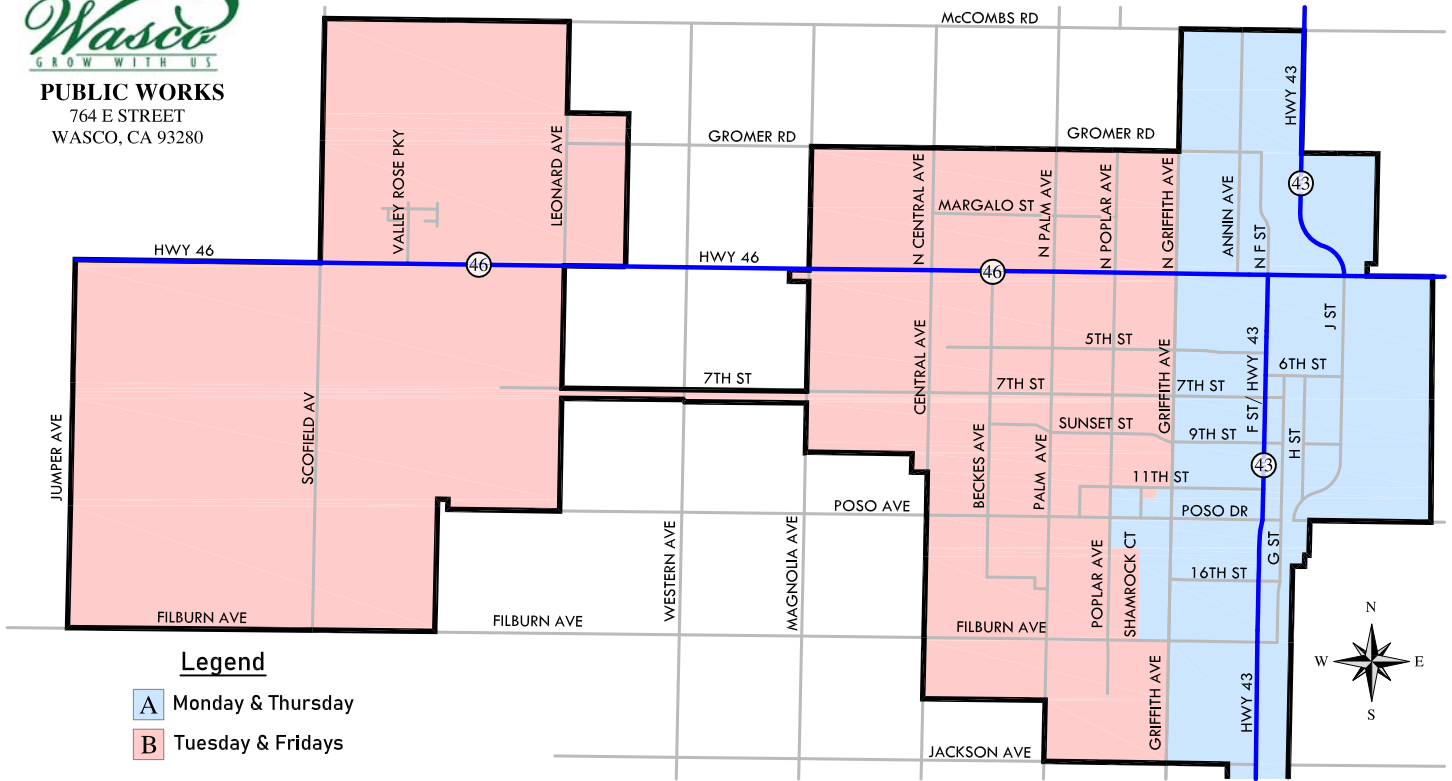 Wasco
GROW WITH US
PUBLIC WORKS
764 E STREET
WASCO, CA 93280
McCOMBS RD
HWY 43
GROMER RD
GROMER RD
VALLEY ROSE PKY
LEONARD AVE
N CENTRAL AVE
MARGALO ST
N PALM AVE
N POPLAR AVE
N GRIFFITH AVE
ANNIN AVE
N F ST
43
HWY 46
46
HWY 46
46
J ST
CENTRAL AVE
5TH ST
GRIFFITH AVE
F ST/ HWY 43
6TH ST
7TH ST
7TH ST
7TH ST
JUMPER AVE
SCOFIELD AV
BECKES AVE
PALM AVE
SUNSET ST
9TH ST
H ST
43
11TH ST
POSO AVE
POSO DR
WESTERN AVE
MAGNOLIA AVE
POPLAR AVE
SHAMROCK CT
G ST
16TH ST
FILBURN AVE
FILBURN AVE
FILBURN AVE
GRIFFITH AVE
HWY 43
JACKSON AVE
N
W
E
S
Legend
A Monday & Thursday
B Tuesday & Fridays